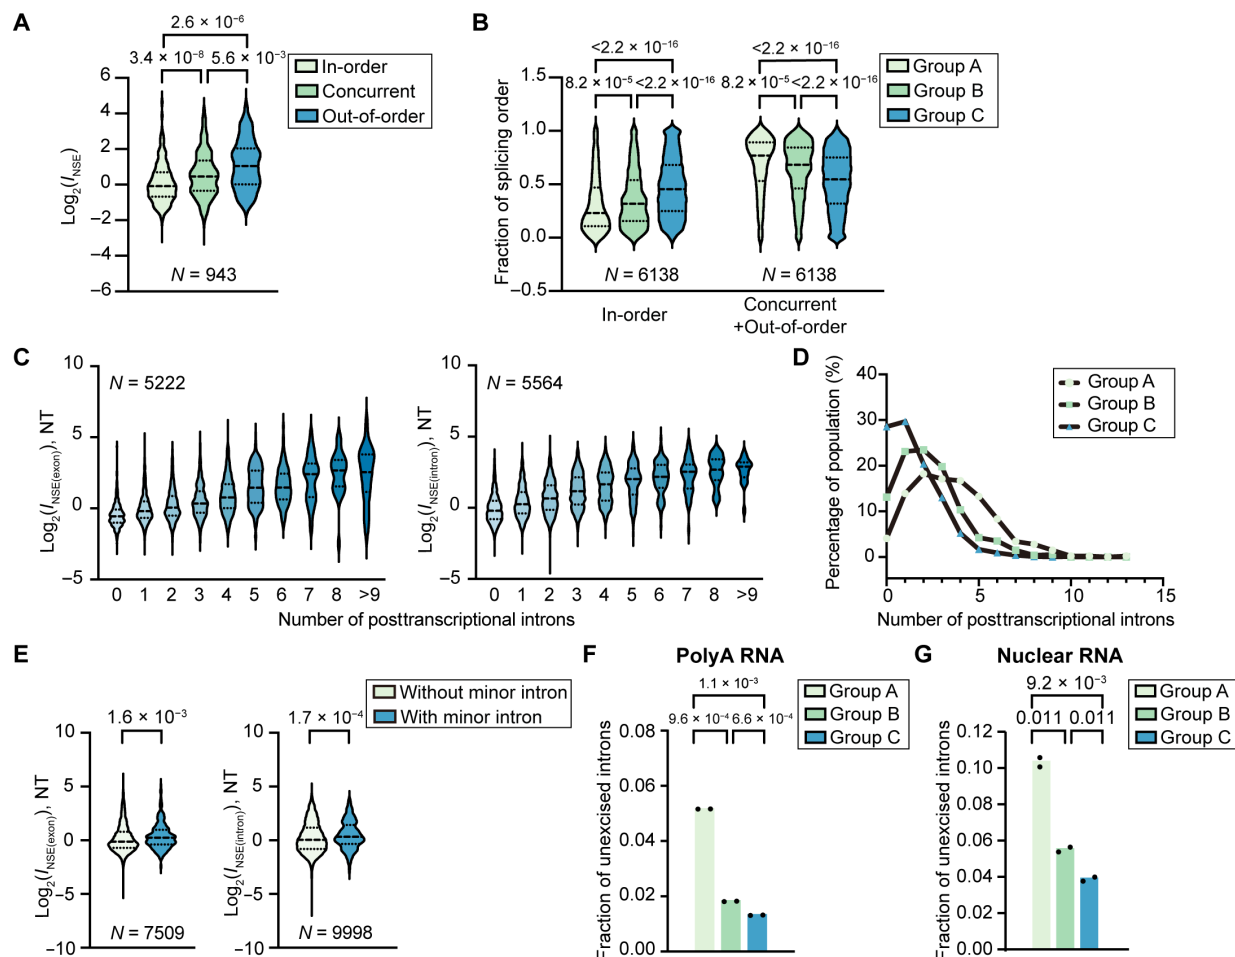 A
2.6 × 10⁻⁶
3.4 × 10⁻⁸
5.6 × 10⁻³
In-order
Concurrent
Out-of-order
Log₂(I_NSE)
6
4
2
0
−2
−4
−6
N = 943
B
<2.2 × 10⁻¹⁶
<2.2 × 10⁻¹⁶
8.2 × 10⁻⁵
<2.2 × 10⁻¹⁶
8.2 × 10⁻⁵
<2.2 × 10⁻¹⁶
Group A
Group B
Group C
Fraction of splicing order
1.5
1.0
0.5
0.0
−0.5
N = 6138
N = 6138
In-order
Concurrent
+Out-of-order
C
Log₂(I_NSE(exon)), NT
10
5
0
−5
N = 5222
0 1 2 3 4 5 6 7 8 >9
Log₂(I_NSE(intron)), NT
10
5
0
−5
N = 5564
0 1 2 3 4 5 6 7 8 >9
Number of posttranscriptional introns
D
Percentage of population (%)
40
30
20
10
0
Group A
Group B
Group C
0 5 10 15
Number of posttranscriptional introns
E
Without minor intron
With minor intron
1.6 × 10⁻³
Log₂(I_NSE(exon)), NT
10
5
0
−5
−10
N = 7509
1.7 × 10⁻⁴
Log₂(I_NSE(intron)), NT
10
5
0
−5
−10
N = 9998
F
PolyA RNA
1.1 × 10⁻³
9.6 × 10⁻⁴
6.6 × 10⁻⁴
Group A
Group B
Group C
Fraction of unexcised introns
0.08
0.06
0.04
0.02
0.00
G
Nuclear RNA
9.2 × 10⁻³
0.011
0.011
Group A
Group B
Group C
Fraction of unexcised introns
0.12
0.10
0.08
0.06
0.04
0.02
0.00